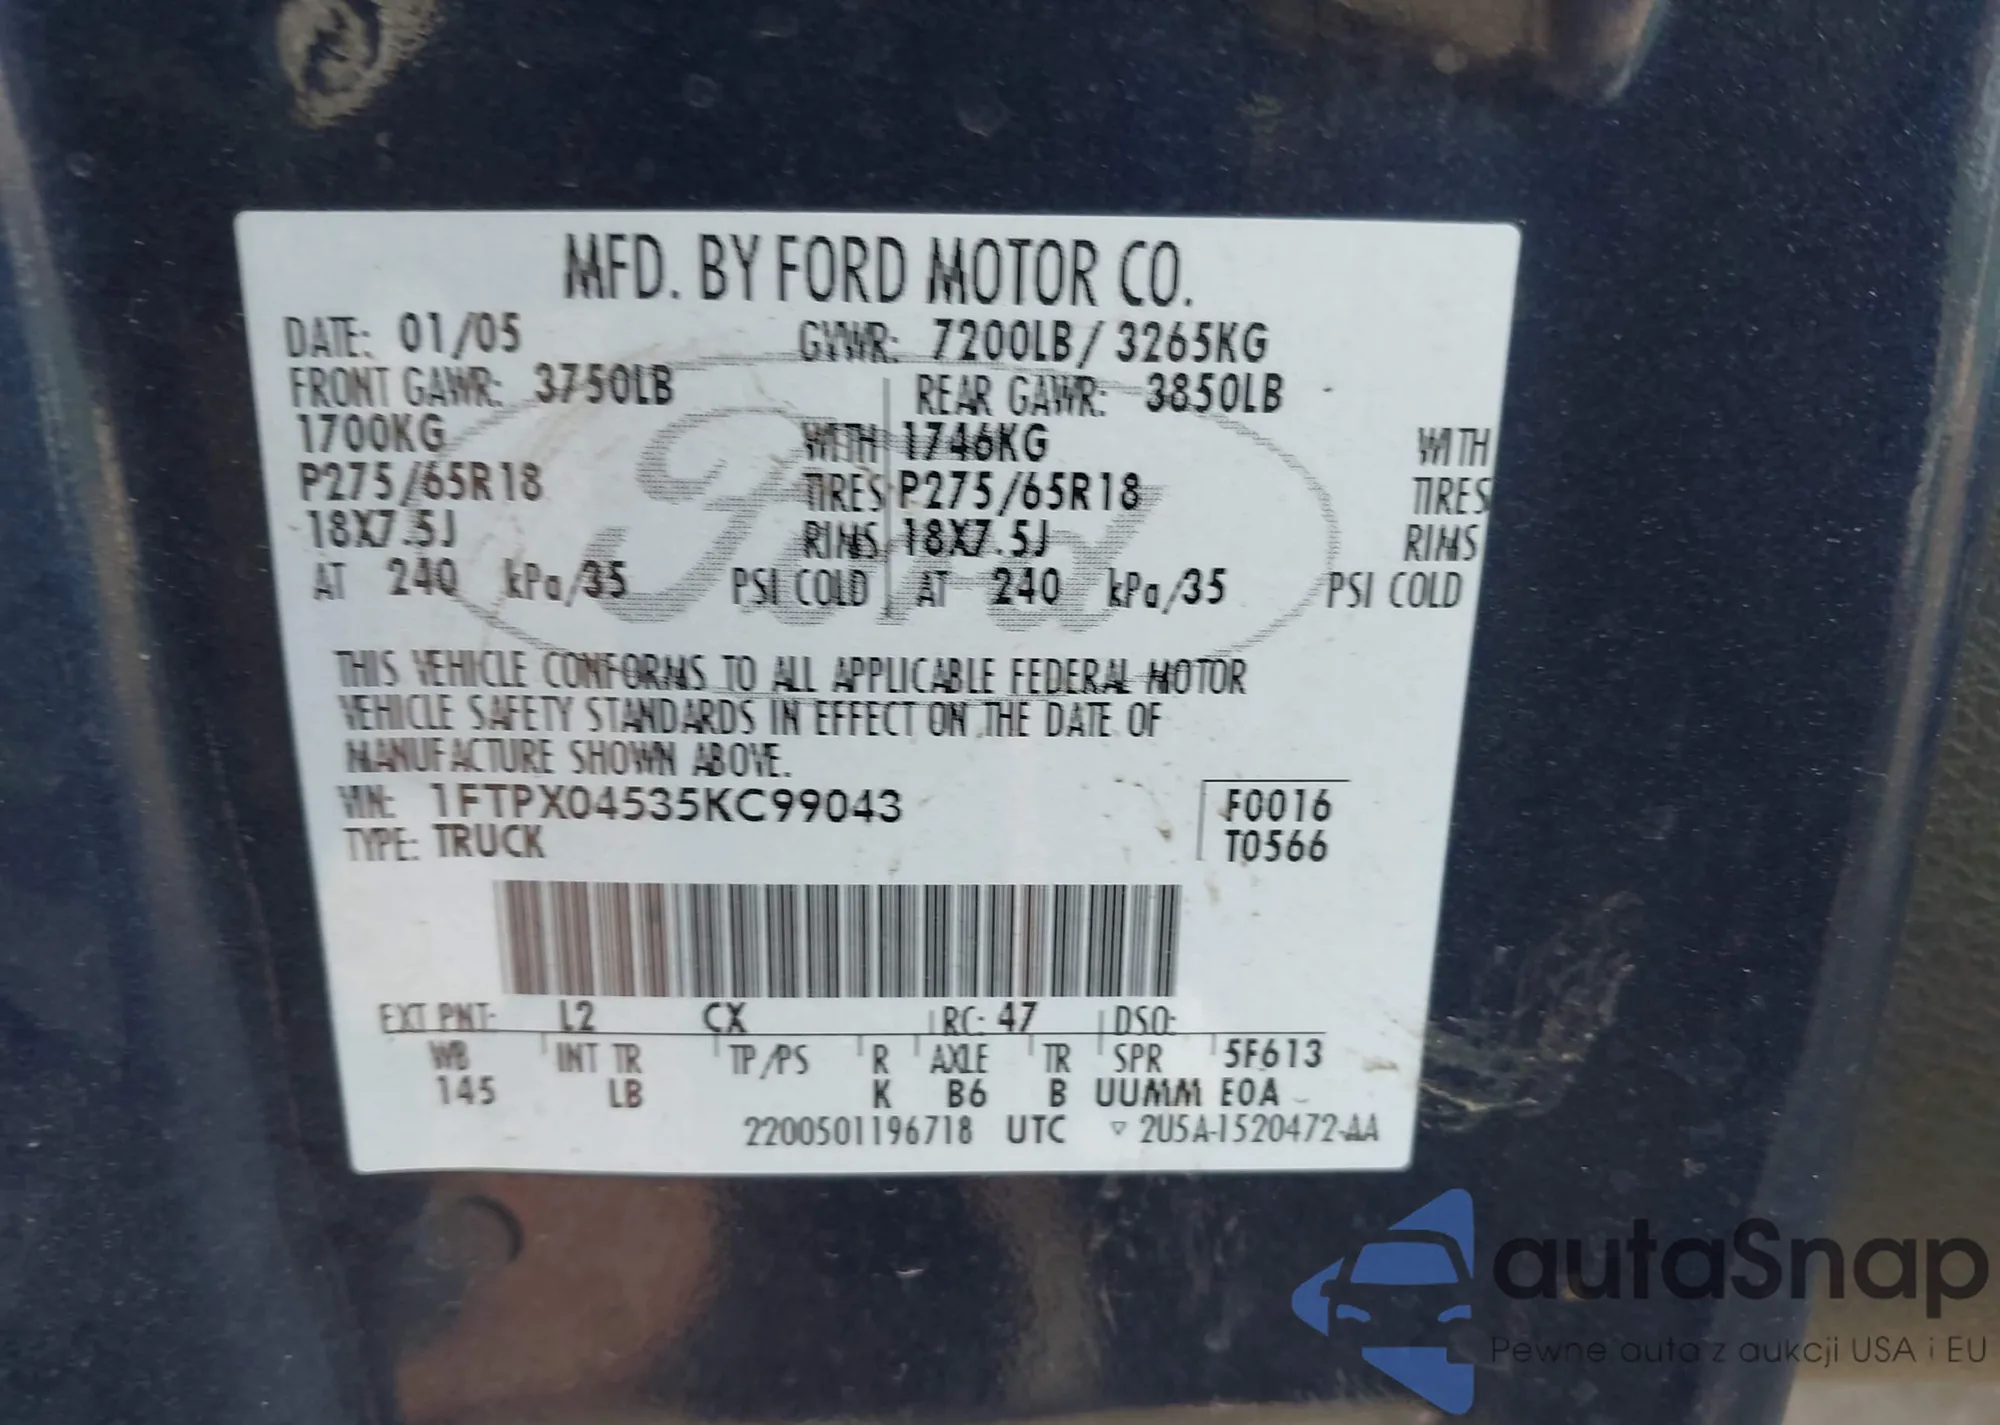 MFD. BY FORD MOTOR CO.
DATE: 01/05 GVWR: 7200LB / 3265KG
FRONT GAWR: 3750LB REAR GAWR: 3850LB
1700KG WITH 1746KG WITH
P275/65R18 TIRES P275/65R18 TIRES
18X7.5J RIMS 18X7.5J RIMS
AT 240 kPa/35 PSI COLD AT 240 kPa/35 PSI COLD
Ford
THIS VEHICLE CONFORMS TO ALL APPLICABLE FEDERAL MOTOR
VEHICLE SAFETY STANDARDS IN EFFECT ON THE DATE OF
MANUFACTURE SHOWN ABOVE.
VIN: 1FTPX04535KC99043 F0016
TYPE: TRUCK T0566
EXT PNT: L2 CX RC: 47 DSO:
WB INT TR TP/PS R AXLE TR SPR 5F613
145 LB K B6 B UUMM E0A
2200501196718 UTC ▽ 2U5A-1520472-AA
autaSnap
Pewne auta z aukcji USA i EU